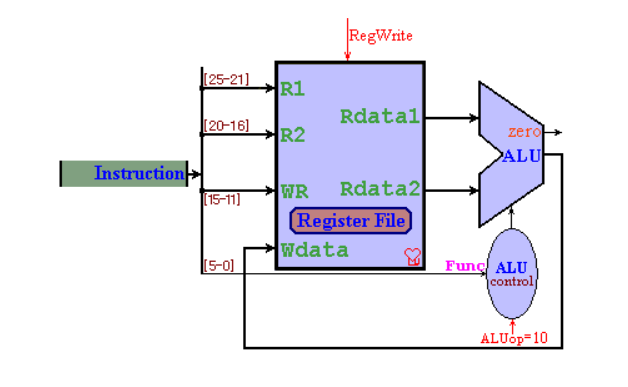 RegWrite
[25-21]
R1
Rdata1
[20-16]
zero
R2
ALU
Instruction
[15-11]
WR
Rdata2
Register File
Wdata
[5-0]
Func
ALU
control
ALUop=10